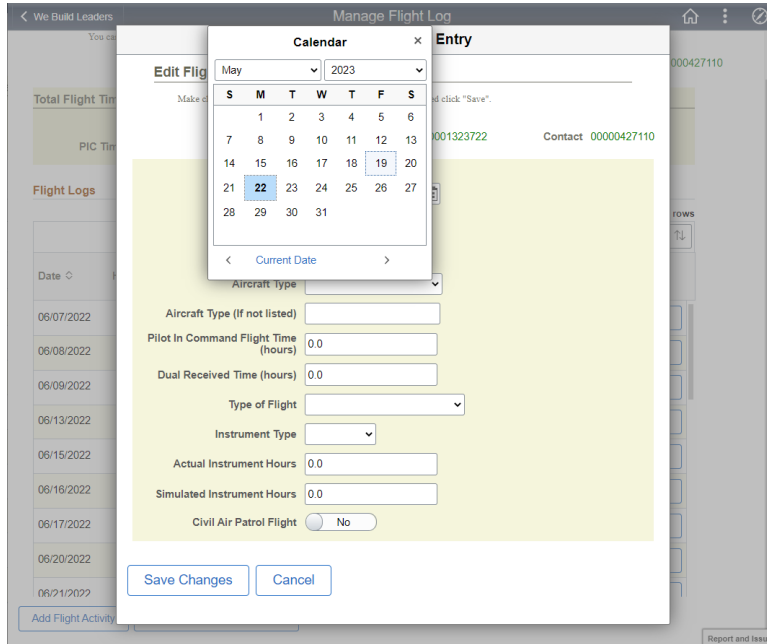 We Build Leaders
Manage Flight Log
You ca
Calendar ×
Entry
000427110
Edit Flig
May 2023
Make c
ed click "Save".
S M T W T F S
1 2 3 4 5 6
7 8 9 10 11 12 13
14 15 16 17 18 19 20
21 22 23 24 25 26 27
28 29 30 31
Current Date
0001323722 Contact 00000427110
Total Flight Tim
PIC Tim
Flight Logs
rows
Date
Aircraft Type
Aircraft Type (If not listed)
Pilot In Command Flight Time
(hours) 0.0
Dual Received Time (hours) 0.0
Type of Flight
Instrument Type
Actual Instrument Hours 0.0
Simulated Instrument Hours 0.0
Civil Air Patrol Flight No
06/07/2022
06/08/2022
06/09/2022
06/13/2022
06/15/2022
06/16/2022
06/17/2022
06/20/2022
06/21/2022
Save Changes Cancel
Add Flight Activity
Report and Issu